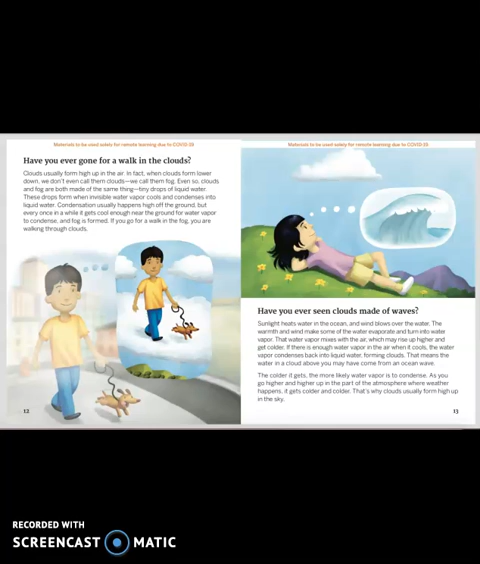 Materials to be used solely for remote learning due to COVID-19
Have you ever gone for a walk in the clouds?
Clouds usually form high up in the air. In fact, when clouds form lower
down, we don't even call them clouds—we call them fog. Even so, clouds
and fog are both made of the same thing—tiny drops of liquid water.
These drops form when invisible water vapor cools and condenses into
liquid water. Condensation usually happens high off the ground, but
every once in a while it gets cool enough near the ground for water vapor
to condense, and fog is formed. If you go for a walk in the fog, you are
walking through clouds.
12
Materials to be used solely for remote learning due to COVID-19
Have you ever seen clouds made of waves?
Sunlight heats water in the ocean, and wind blows over the water. The
warmth and wind make some of the water evaporate and turn into water
vapor. That water vapor mixes with the air, which may rise up higher and
get colder. If there is enough water vapor in the air when it cools, the water
vapor condenses back into liquid water, forming clouds. That means the
water in a cloud above you may have come from an ocean wave.
The colder it gets, the more likely water vapor is to condense. As you
go higher and higher up in the part of the atmosphere where weather
happens, it gets colder and colder. That's why clouds usually form high up
in the sky.
13
RECORDED WITH
SCREENCAST MATIC